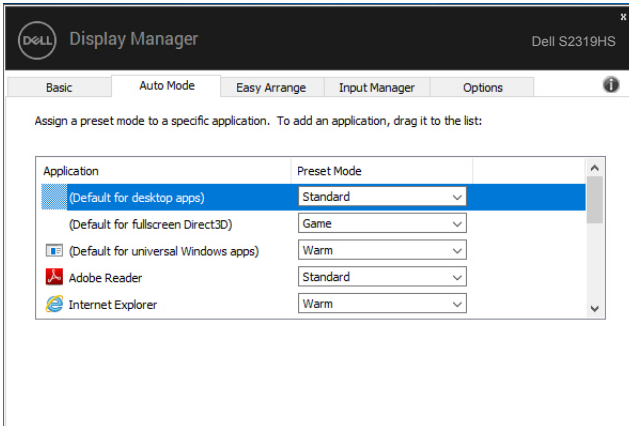 x
DELL Display Manager
Dell S2319HS
Basic Auto Mode Easy Arrange Input Manager Options i
Assign a preset mode to a specific application. To add an application, drag it to the list:
Application Preset Mode
(Default for desktop apps) Standard
(Default for fullscreen Direct3D) Game
(Default for universal Windows apps) Warm
Adobe Reader Standard
Internet Explorer Warm